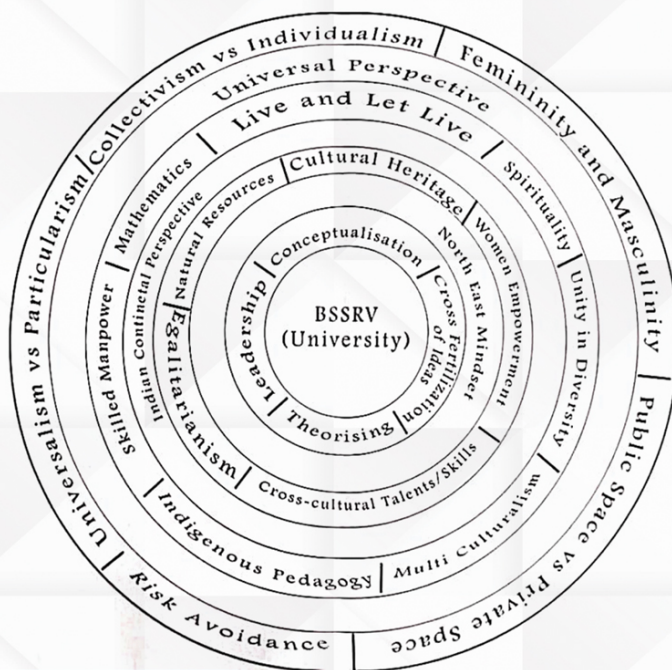 Collectivism vs Individualism
Femininity and Masculinity
Public Space vs Private Space
Risk Avoidance
Universalism vs Particularism
Universal Perspective
Live and Let Live
Spirituality
Unity in Diversity
Multi Culturalism
Indigenous Pedagogy
Skilled Manpower
Mathematics
Indian Continetal Perspective
Cultural Heritage
Women Empowerment
Cross-cultural Talents/Skills
Egalitarianism
Natural Resources
North East Mindset
Conceptualisation
Cross Fertilization
of Ideas
Theorising
Leadership
BSSRV
(University)